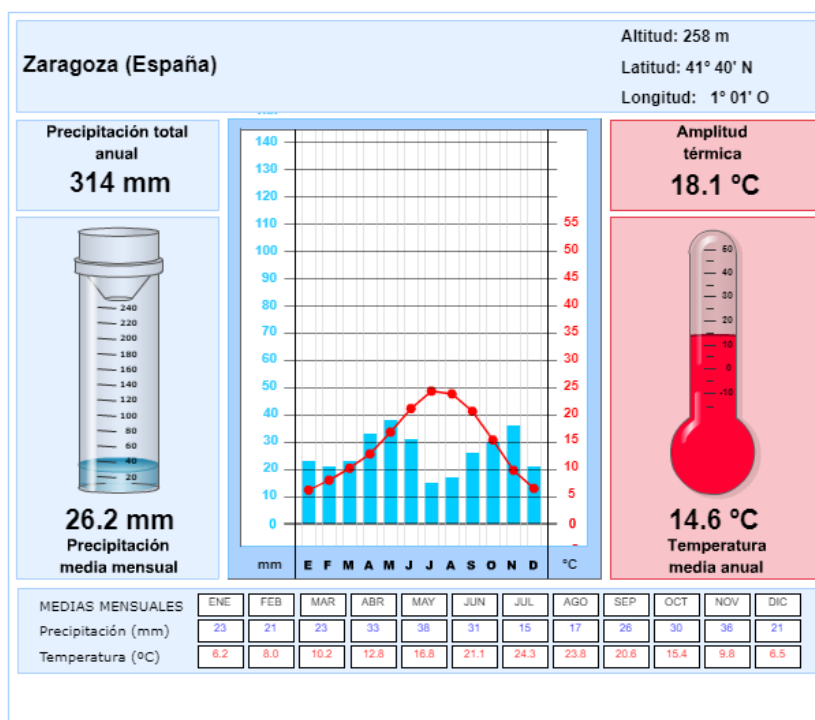 Zaragoza (España)
Altitud: 258 m
Latitud: 41º 40' N
Longitud: 1º 01' O
Precipitación total
anual
314 mm
240
220
200
180
160
140
120
100
80
60
40
20
26.2 mm
Precipitación
media mensual
140
130
120
110
100
90
80
70
60
50
40
30
20
10
0
mm
E F M A M J J A S O N D
55
50
45
40
35
30
25
20
15
10
5
0
ºC
Amplitud
térmica
18.1 ºC
50
40
30
20
10
0
-10
14.6 ºC
Temperatura
media anual
MEDIAS MENSUALES ENE FEB MAR ABR MAY JUN JUL AGO SEP OCT NOV DIC
Precipitación (mm) 23 21 23 33 38 31 15 17 26 30 36 21
Temperatura (ºC) 6.2 8.0 10.2 12.8 16.8 21.1 24.3 23.8 20.6 15.4 9.8 6.5